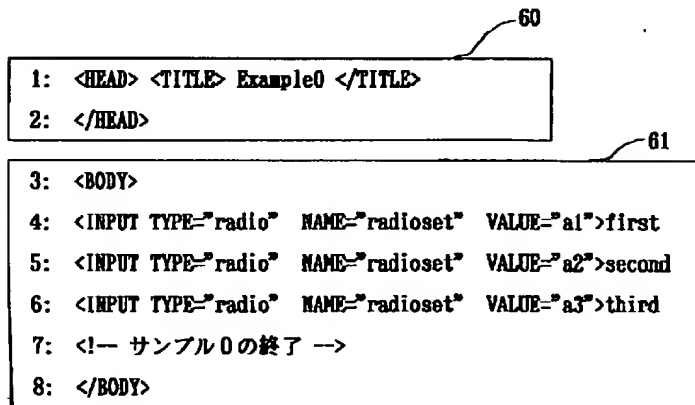 60
1: <HEAD> <TITLE> Example0 </TITLE>
2: </HEAD>
61
3: <BODY>
4: <INPUT TYPE="radio" NAME="radioset" VALUE="a1">first
5: <INPUT TYPE="radio" NAME="radioset" VALUE="a2">second
6: <INPUT TYPE="radio" NAME="radioset" VALUE="a3">third
7: <!-- サンプル０の終了 -->
8: </BODY>